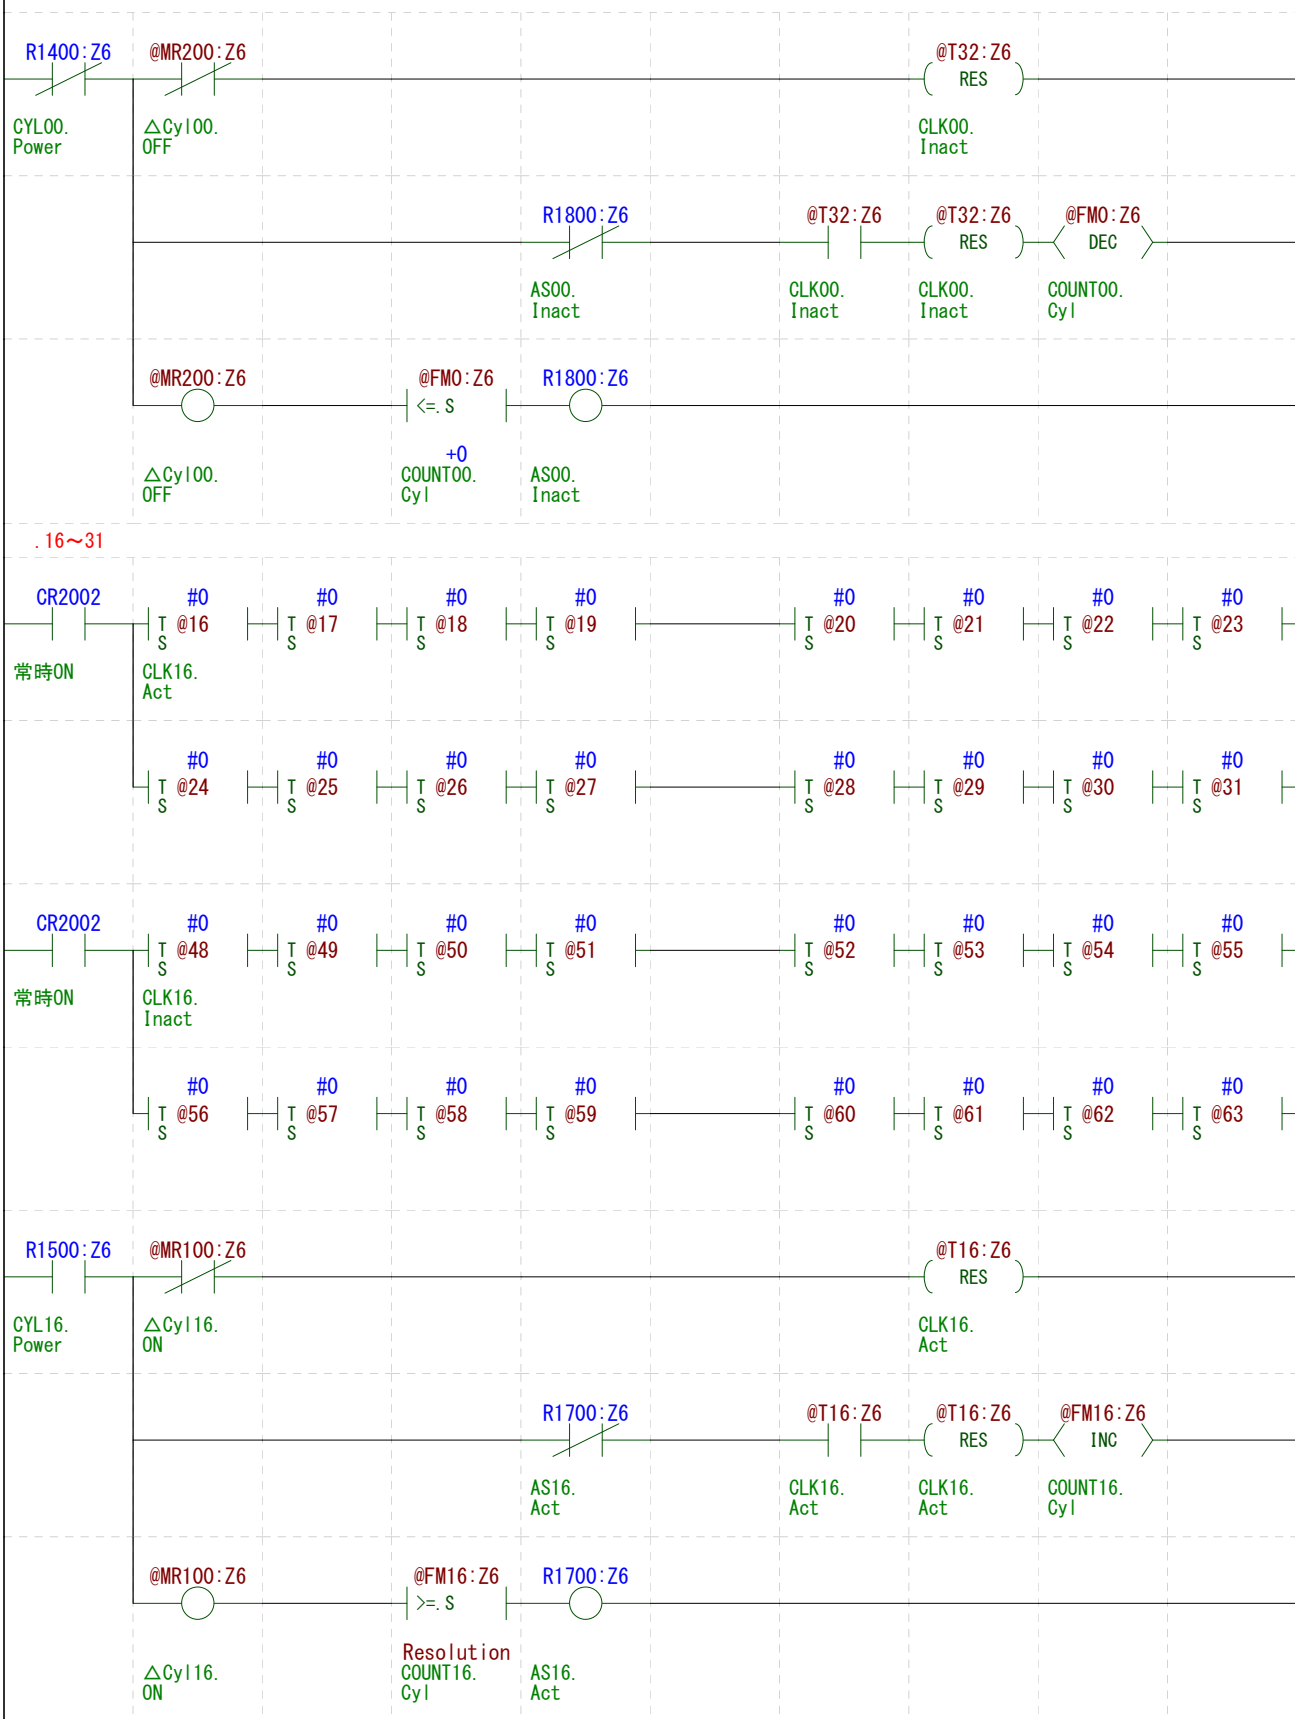 R1400:Z6 @MR200:Z6 @T32:Z6
RES
CYL00. △Cyl00. CLK00.
Power OFF Inact
R1800:Z6 @T32:Z6 @T32:Z6 @FM0:Z6
RES DEC
AS00. CLK00. CLK00. COUNT00.
Inact Inact Inact Cyl
@MR200:Z6 @FM0:Z6 R1800:Z6
<=.S
+0
△Cyl00. COUNT00. AS00.
OFF Cyl Inact
.16～31
CR2002 #0 #0 #0 #0 #0 #0 #0 #0
T @16 T @17 T @18 T @19 T @20 T @21 T @22 T @23
S S S S S S S S
常時ON CLK16.
Act
#0 #0 #0 #0 #0 #0 #0 #0
T @24 T @25 T @26 T @27 T @28 T @29 T @30 T @31
S S S S S S S S
CR2002 #0 #0 #0 #0 #0 #0 #0 #0
T @48 T @49 T @50 T @51 T @52 T @53 T @54 T @55
S S S S S S S S
常時ON CLK16.
Inact
#0 #0 #0 #0 #0 #0 #0 #0
T @56 T @57 T @58 T @59 T @60 T @61 T @62 T @63
S S S S S S S S
R1500:Z6 @MR100:Z6 @T16:Z6
RES
CYL16. △Cyl16. CLK16.
Power ON Act
R1700:Z6 @T16:Z6 @T16:Z6 @FM16:Z6
RES INC
AS16. CLK16. CLK16. COUNT16.
Act Act Act Cyl
@MR100:Z6 @FM16:Z6 R1700:Z6
>=.S
Resolution
△Cyl16. COUNT16. AS16.
ON Cyl Act